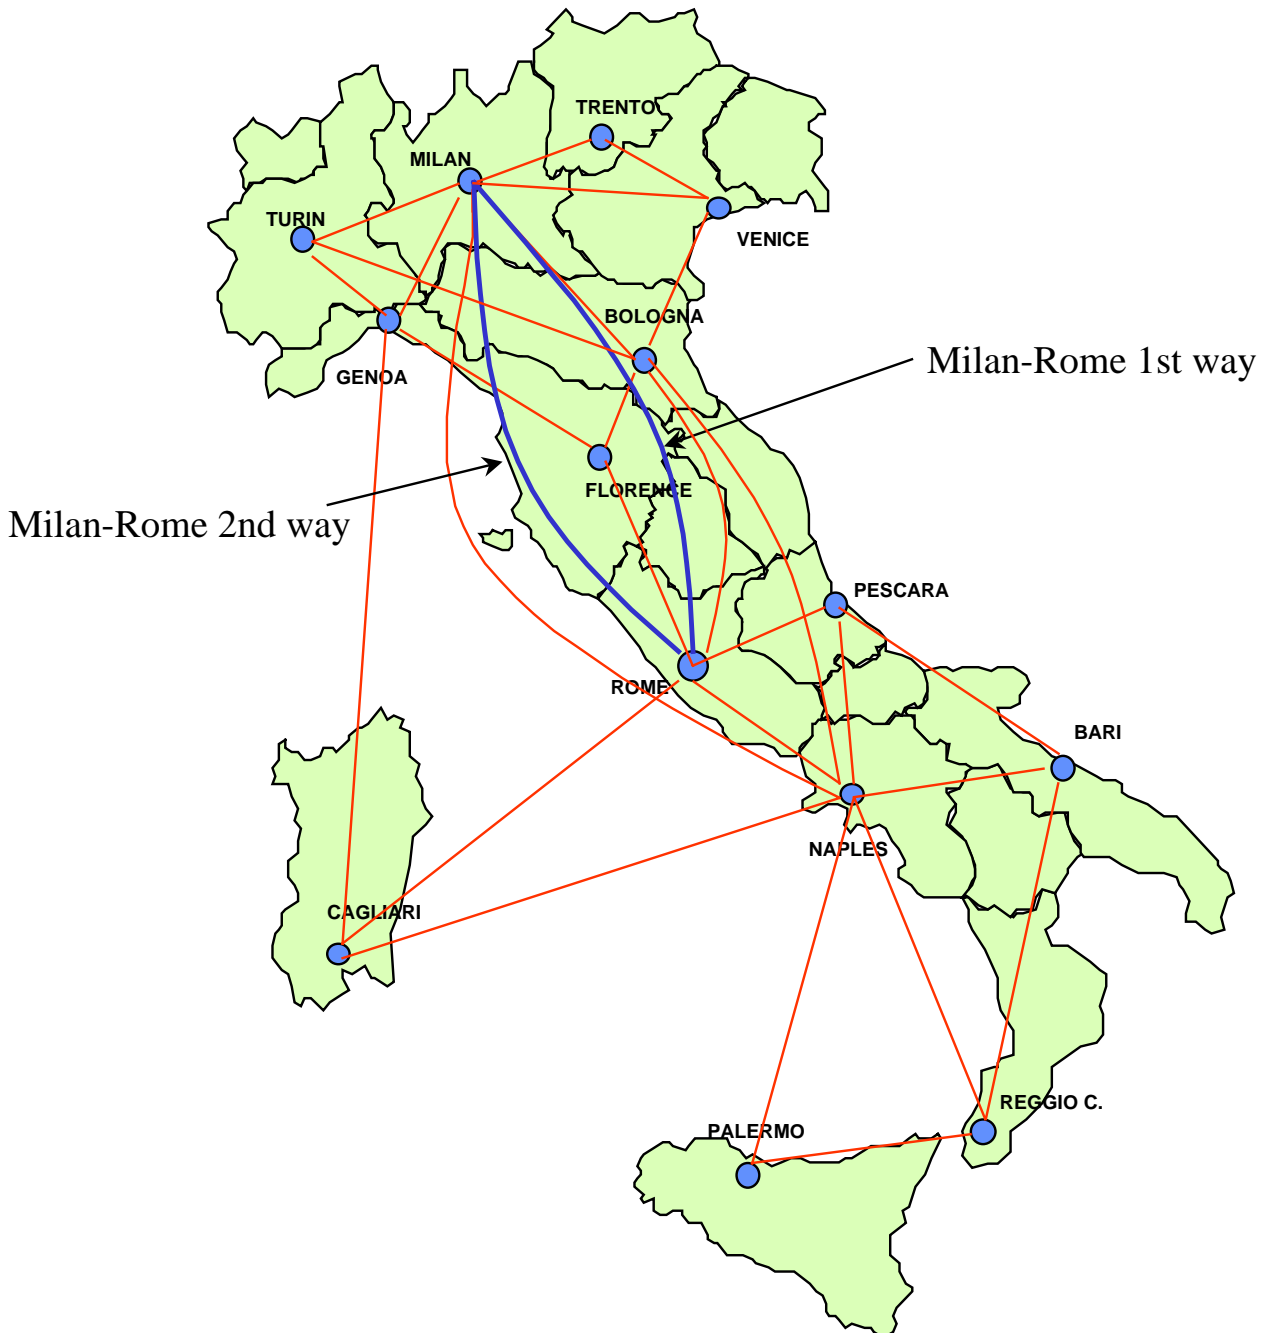 TRENTO
MILAN
TURIN
VENICE
BOLOGNA
Milan-Rome 1st way
GENOA
FLORENCE
Milan-Rome 2nd way
PESCARA
ROME
BARI
NAPLES
CAGLIARI
REGGIO C.
PALERMO